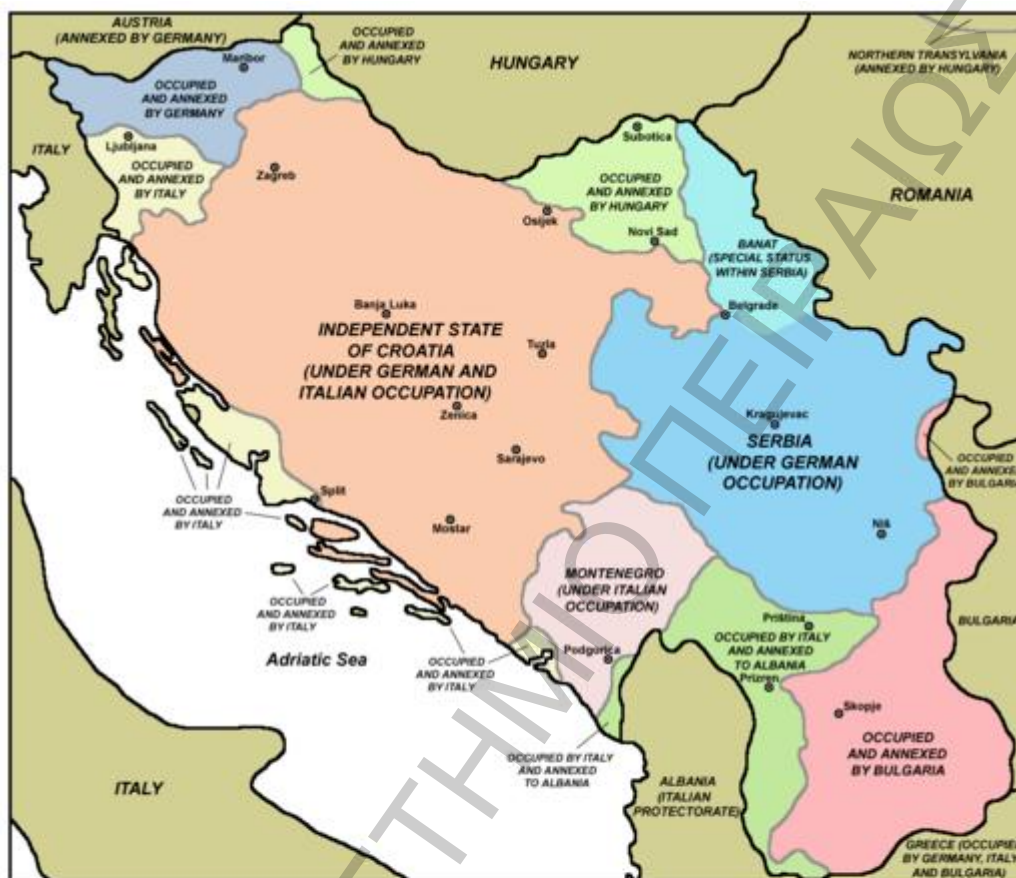 AUSTRIA
(ANNEXED BY GERMANY)
OCCUPIED
AND ANNEXED
BY HUNGARY
HUNGARY
NORTHERN TRANSYLVANIA
(ANNEXED BY HUNGARY)
Maribor
OCCUPIED
AND ANNEXED
BY GERMANY
ITALY
Ljubljana
OCCUPIED
AND ANNEXED
BY ITALY
Zagreb
Subotica
OCCUPIED
AND ANNEXED
BY HUNGARY
Osijek
Novi Sad
ROMANIA
BANAT
(SPECIAL STATUS
WITHIN SERBIA)
Belgrade
Banja Luka
INDEPENDENT STATE
OF CROATIA
(UNDER GERMAN AND
ITALIAN OCCUPATION)
Tuzla
Zenica
Sarajevo
Kragujevac
SERBIA
(UNDER GERMAN
OCCUPATION)
OCCUPIED
AND ANNEXED
BY BULGARIA
OCCUPIED
AND ANNEXED
BY ITALY
Split
Mostar
Niš
MONTENEGRO
(UNDER ITALIAN
OCCUPATION)
OCCUPIED
AND ANNEXED
BY ITALY
Adriatic Sea
OCCUPIED
AND ANNEXED
BY ITALY
Podgorica
Priština
OCCUPIED BY ITALY
AND ANNEXED
TO ALBANIA
Prizren
BULGARIA
Skopje
OCCUPIED
AND ANNEXED
BY BULGARIA
OCCUPIED BY ITALY
AND ANNEXED
TO ALBANIA
ITALY
ALBANIA
(ITALIAN
PROTECTORATE)
GREECE (OCCUPIED
BY GERMANY, ITALY
AND BULGARIA)